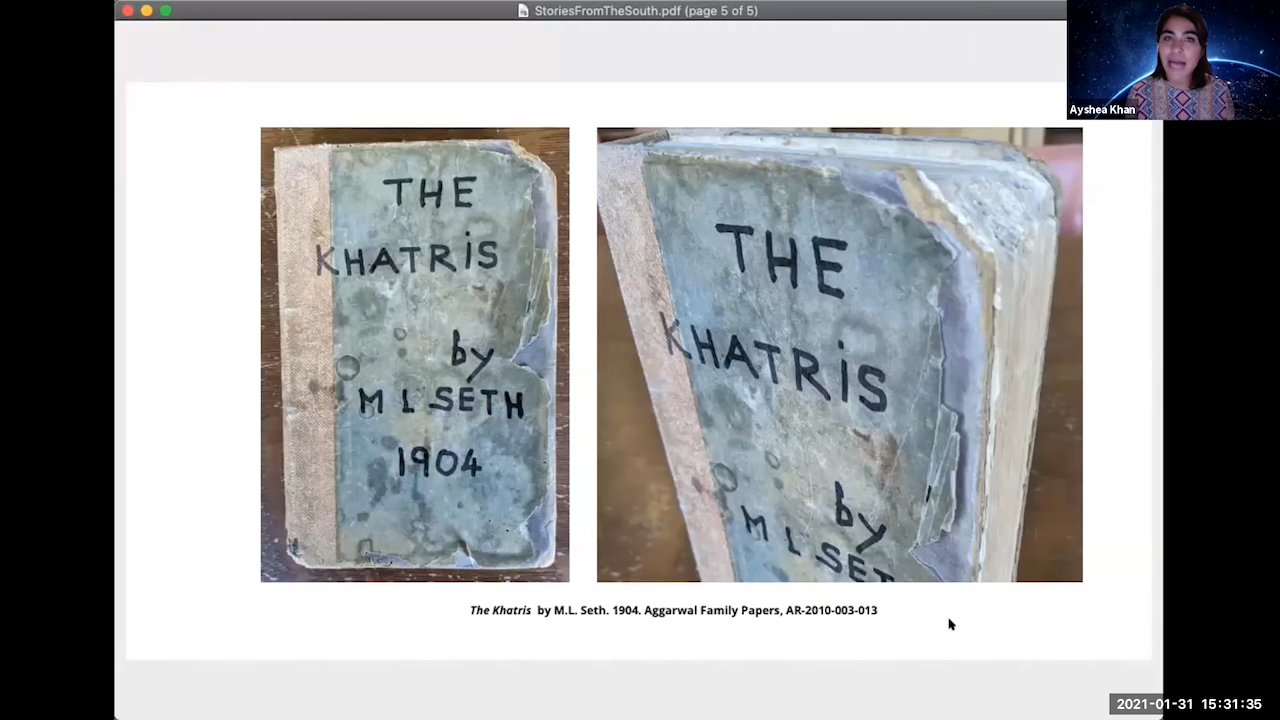 StoriesFromTheSouth.pdf (page 5 of 5)
Ayshea Khan
THE
KHATRiS
by
M L SETH
1904
THE
KHATRiS
by
M L SET
The Khatris by M.L. Seth. 1904. Aggarwal Family Papers, AR-2010-003-013
2021-01-31 15:31:35